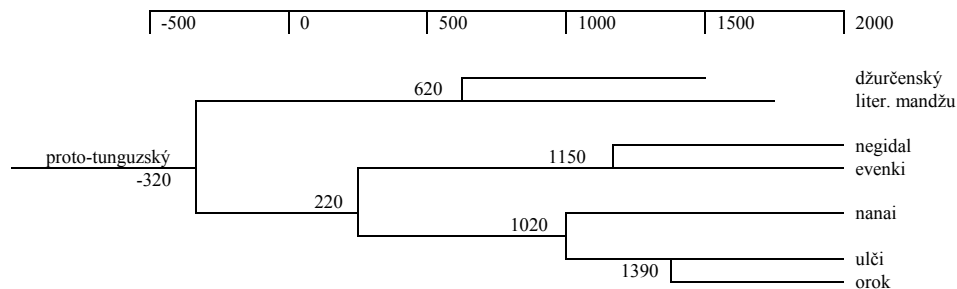 -500 0 500 1000 1500 2000
džurčenský
620
liter. mandžu
negidal
proto-tunguzský 1150
evenki
-320
220 nanai
1020
ulči
1390
orok